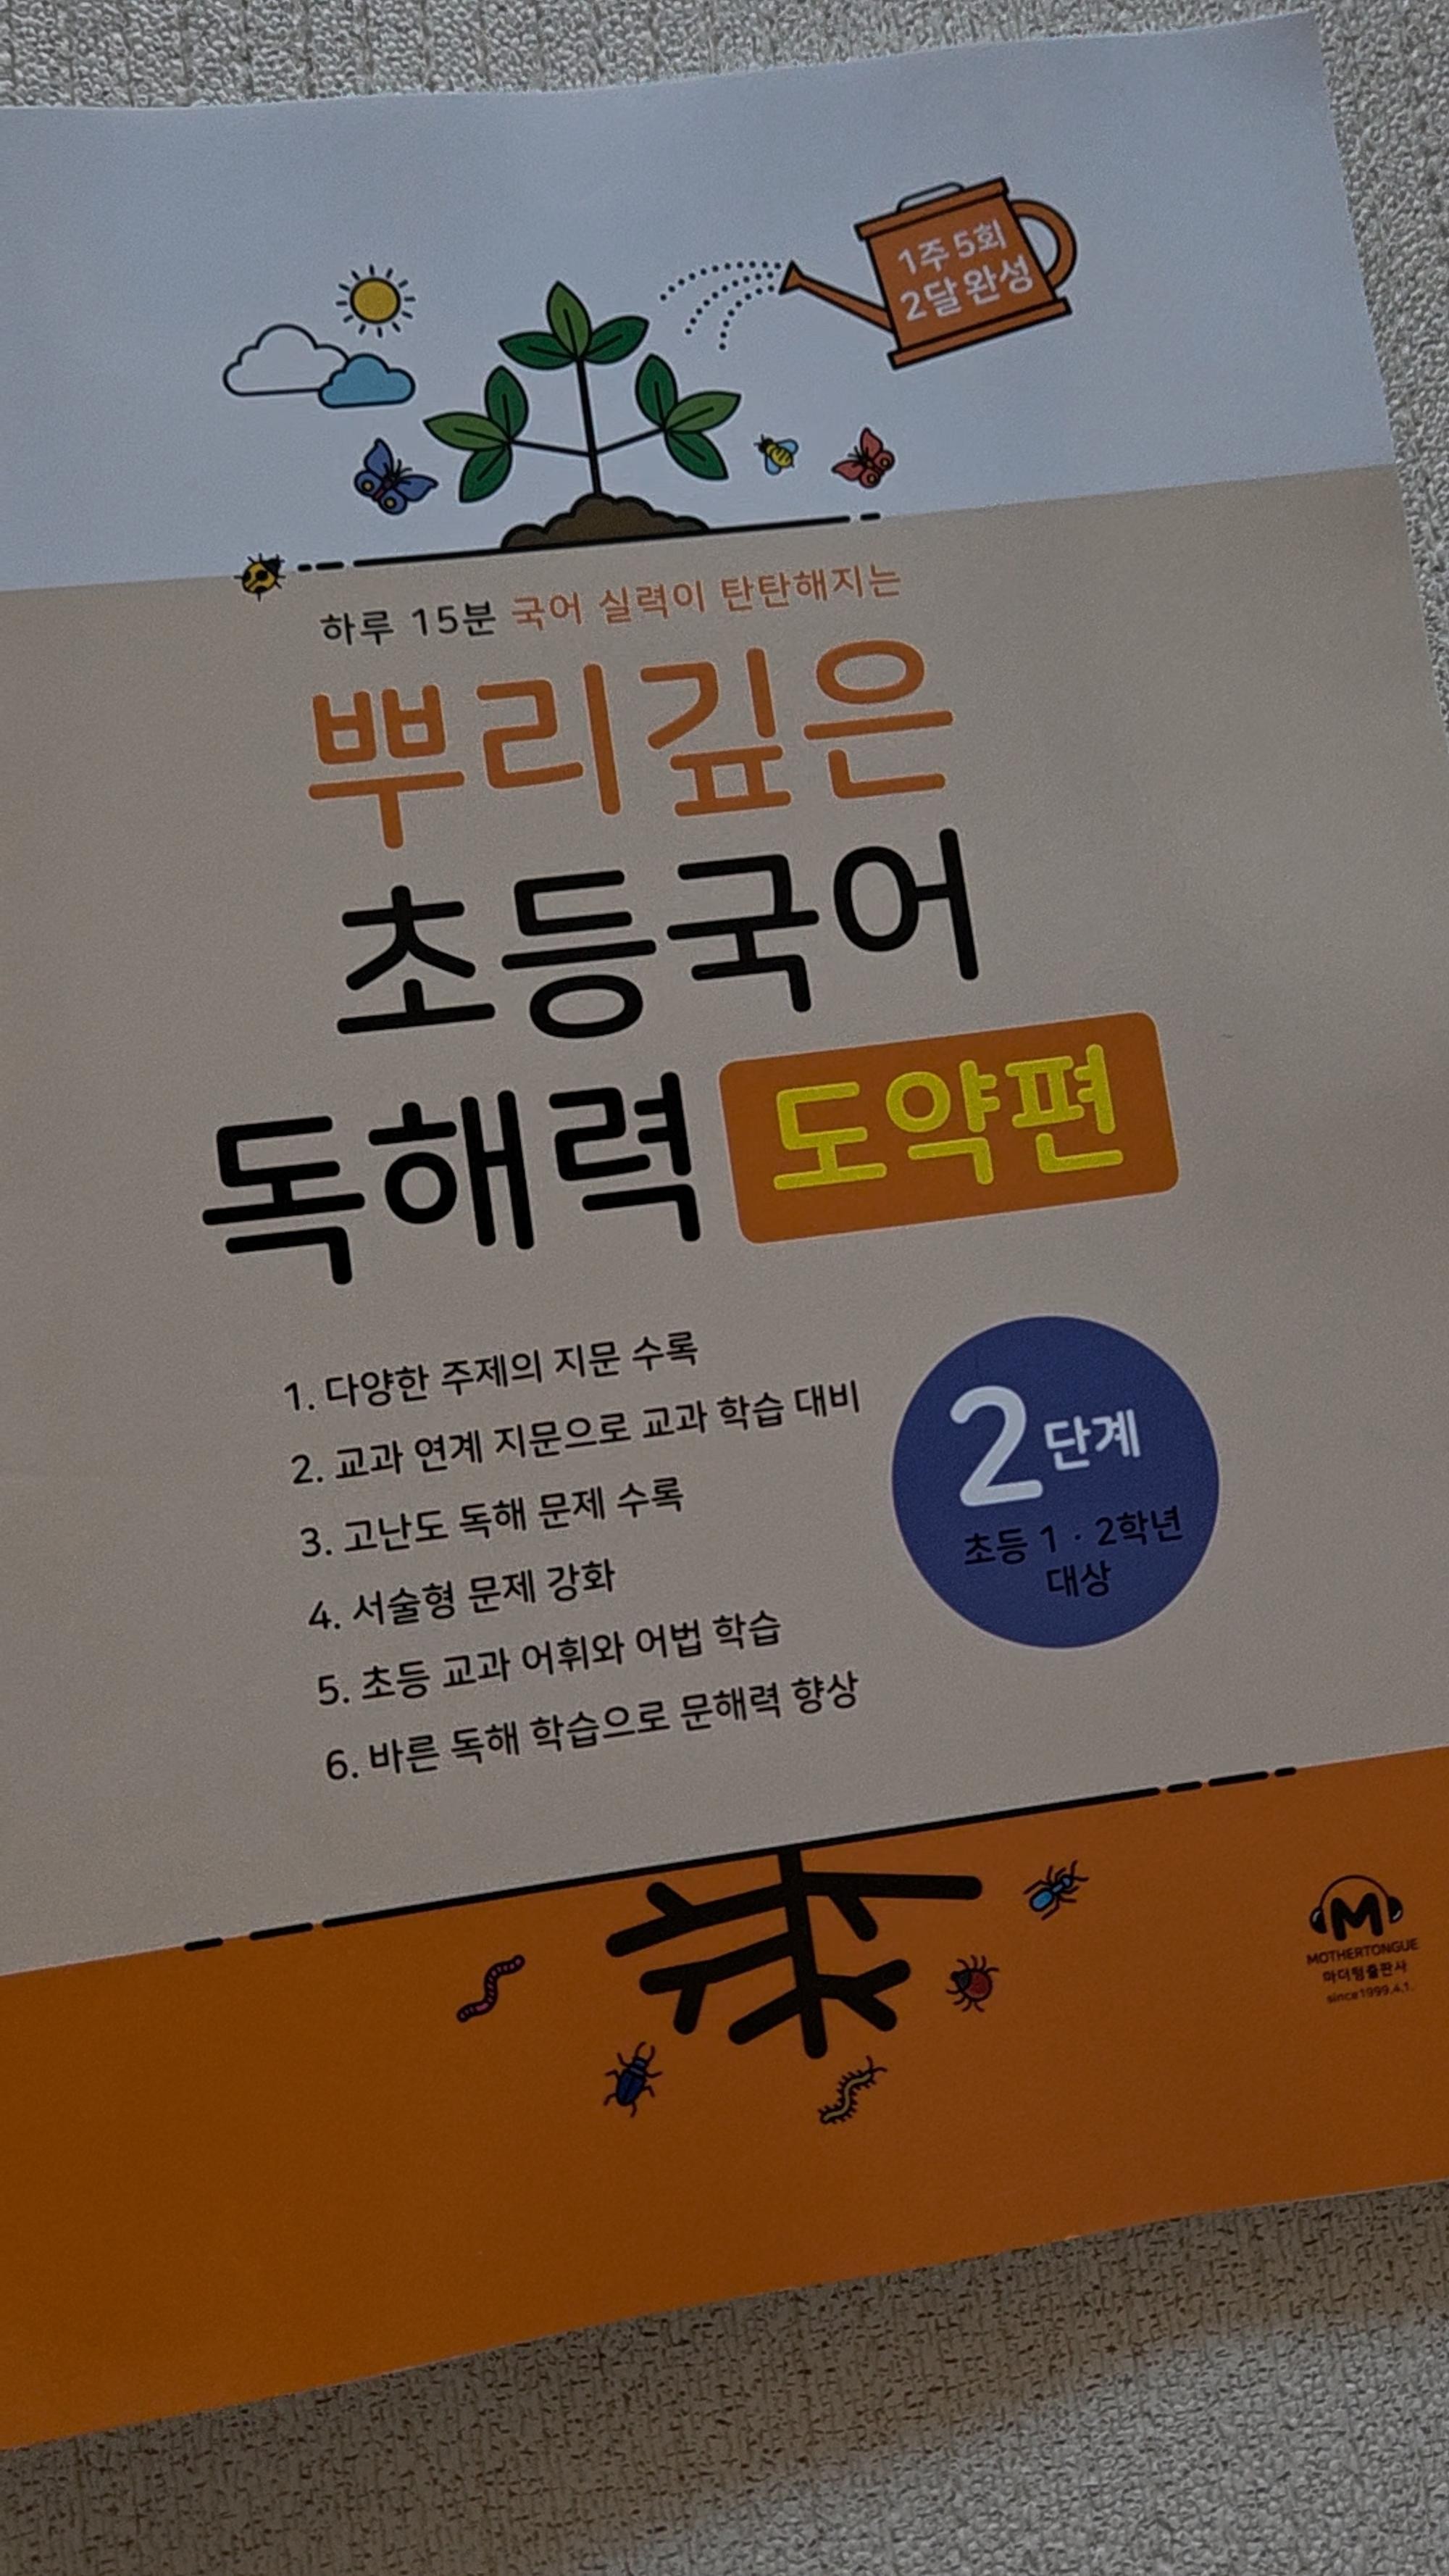 1주 5회
2달 완성
하루 15분 국어 실력이 탄탄해지는
뿌리깊은
초등국어
독해력 도약편
1. 다양한 주제의 지문 수록
2. 교과 연계 지문으로 교과 학습 대비
3. 고난도 독해 문제 수록
4. 서술형 문제 강화
5. 초등 교과 어휘와 어법 학습
6. 바른 독해 학습으로 문해력 향상
2단계
초등 1 · 2학년
대상
M
MOTHERTONGUE
마더텅출판사
since1999.4.1.